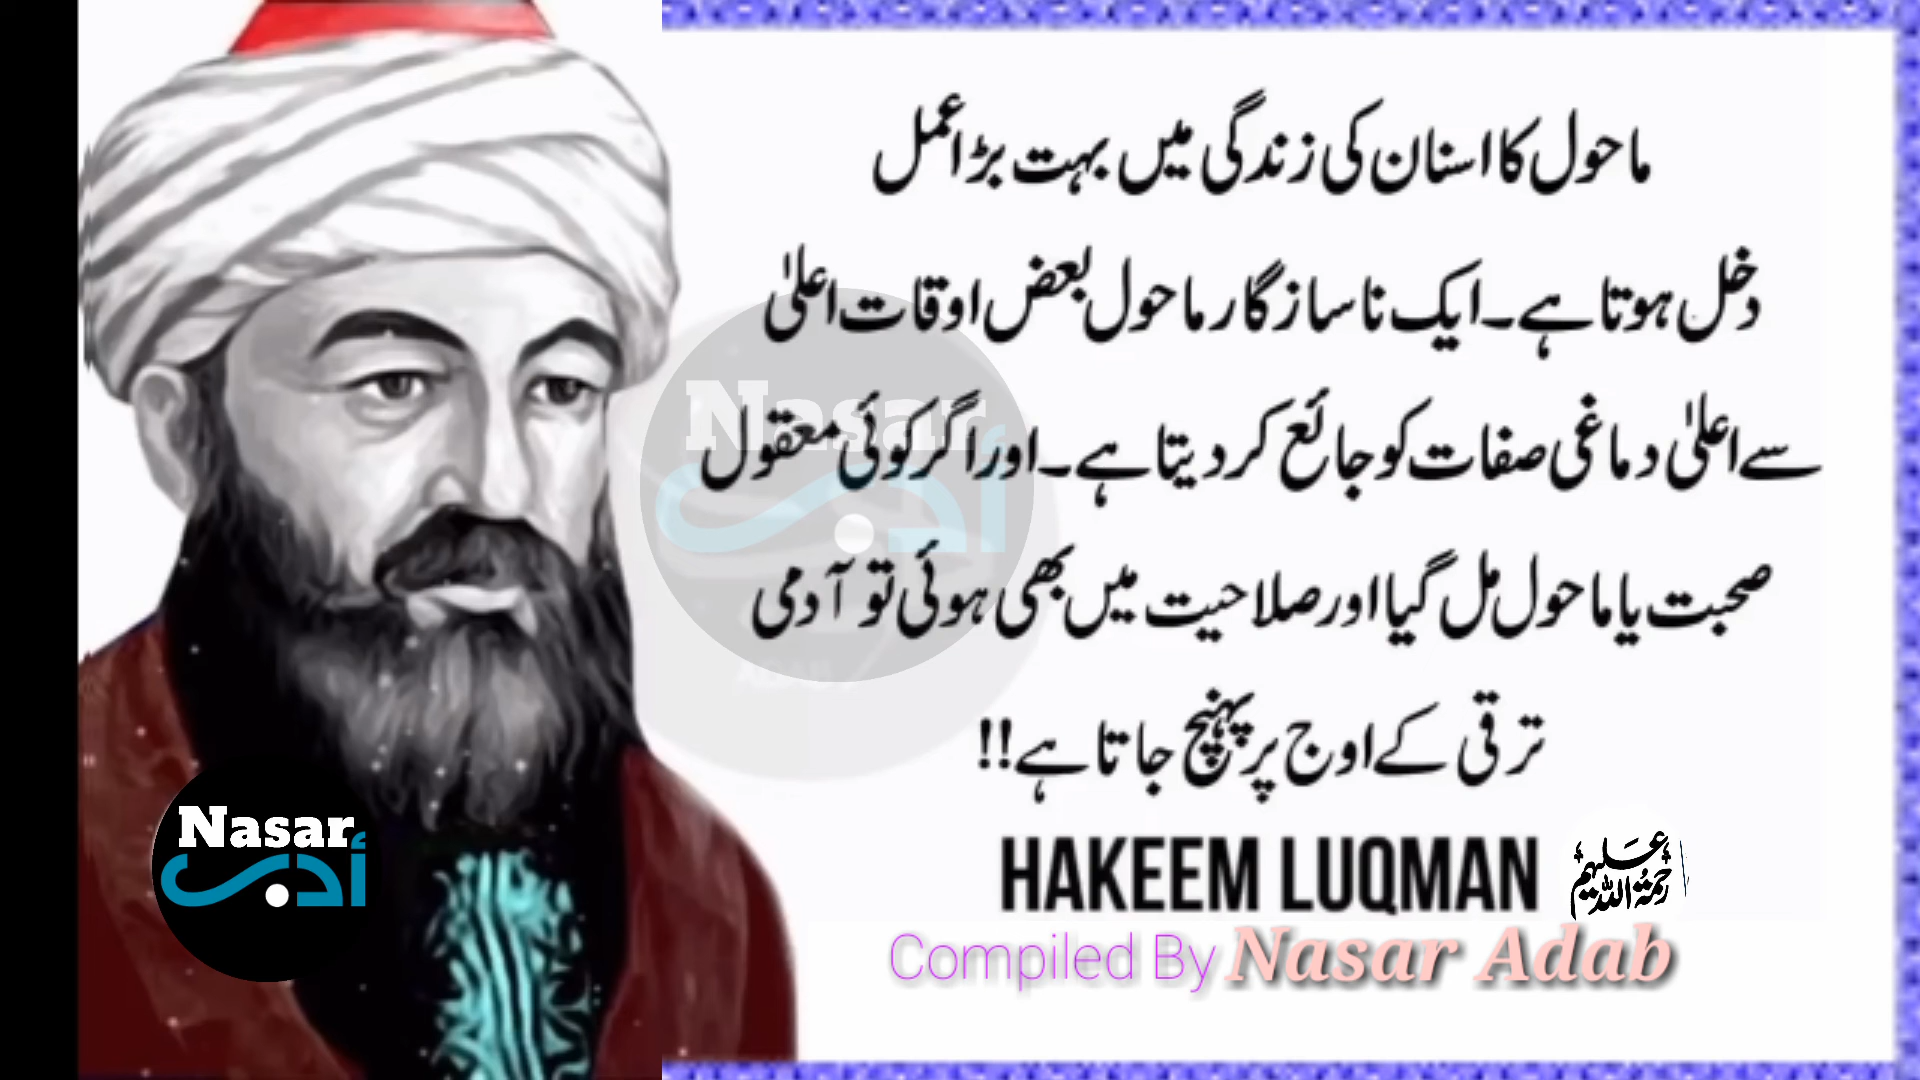 ماحول کا اسنان کی زندگی میں بہت بڑا عمل
دخل ہوتا ہے۔ ایک ناسازگار ماحول بعض اوقات اعلیٰ
سے اعلیٰ دماغی صفات کو جائع کر دیتا ہے۔ اور اگر کوئی معقول
صحبت یا ماحول مل گیا اور صلاحیت میں بھی ہوئی تو آدمی
ترقی کے اوج پر پہنچ جاتا ہے!!
HAKEEM LUQMAN رحمۃ اللہ علیہم
Compiled By Nasar Adab
Nasar
أدب
Nasar
أدب